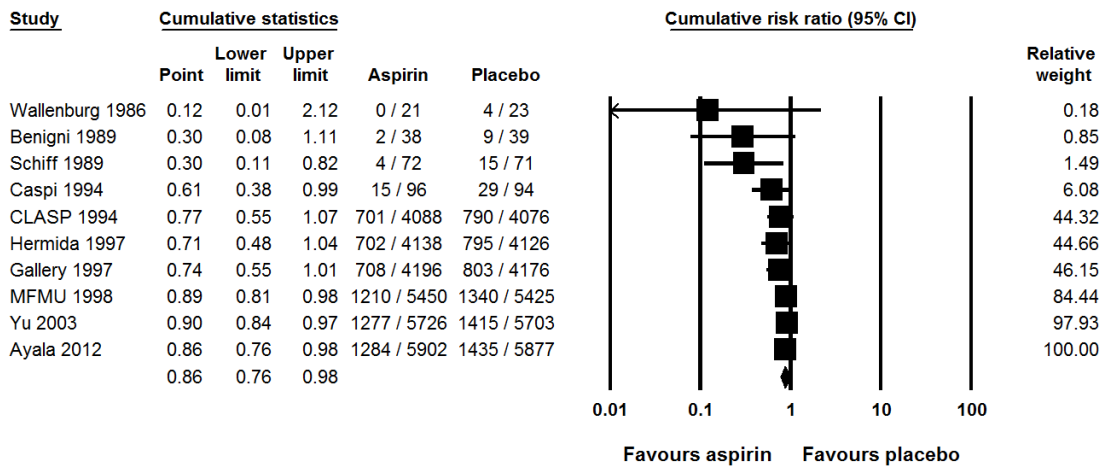 Study Cumulative statistics Cumulative risk ratio (95% CI)
Point Lower limit Upper limit Aspirin Placebo Relative weight
Wallenburg 1986 0.12 0.01 2.12 0 / 21 4 / 23 0.18
Benigni 1989 0.30 0.08 1.11 2 / 38 9 / 39 0.85
Schiff 1989 0.30 0.11 0.82 4 / 72 15 / 71 1.49
Caspi 1994 0.61 0.38 0.99 15 / 96 29 / 94 6.08
CLASP 1994 0.77 0.55 1.07 701 / 4088 790 / 4076 44.32
Hermida 1997 0.71 0.48 1.04 702 / 4138 795 / 4126 44.66
Gallery 1997 0.74 0.55 1.01 708 / 4196 803 / 4176 46.15
MFMU 1998 0.89 0.81 0.98 1210 / 5450 1340 / 5425 84.44
Yu 2003 0.90 0.84 0.97 1277 / 5726 1415 / 5703 97.93
Ayala 2012 0.86 0.76 0.98 1284 / 5902 1435 / 5877 100.00
0.86 0.76 0.98
0.01 0.1 1 10 100
Favours aspirin Favours placebo